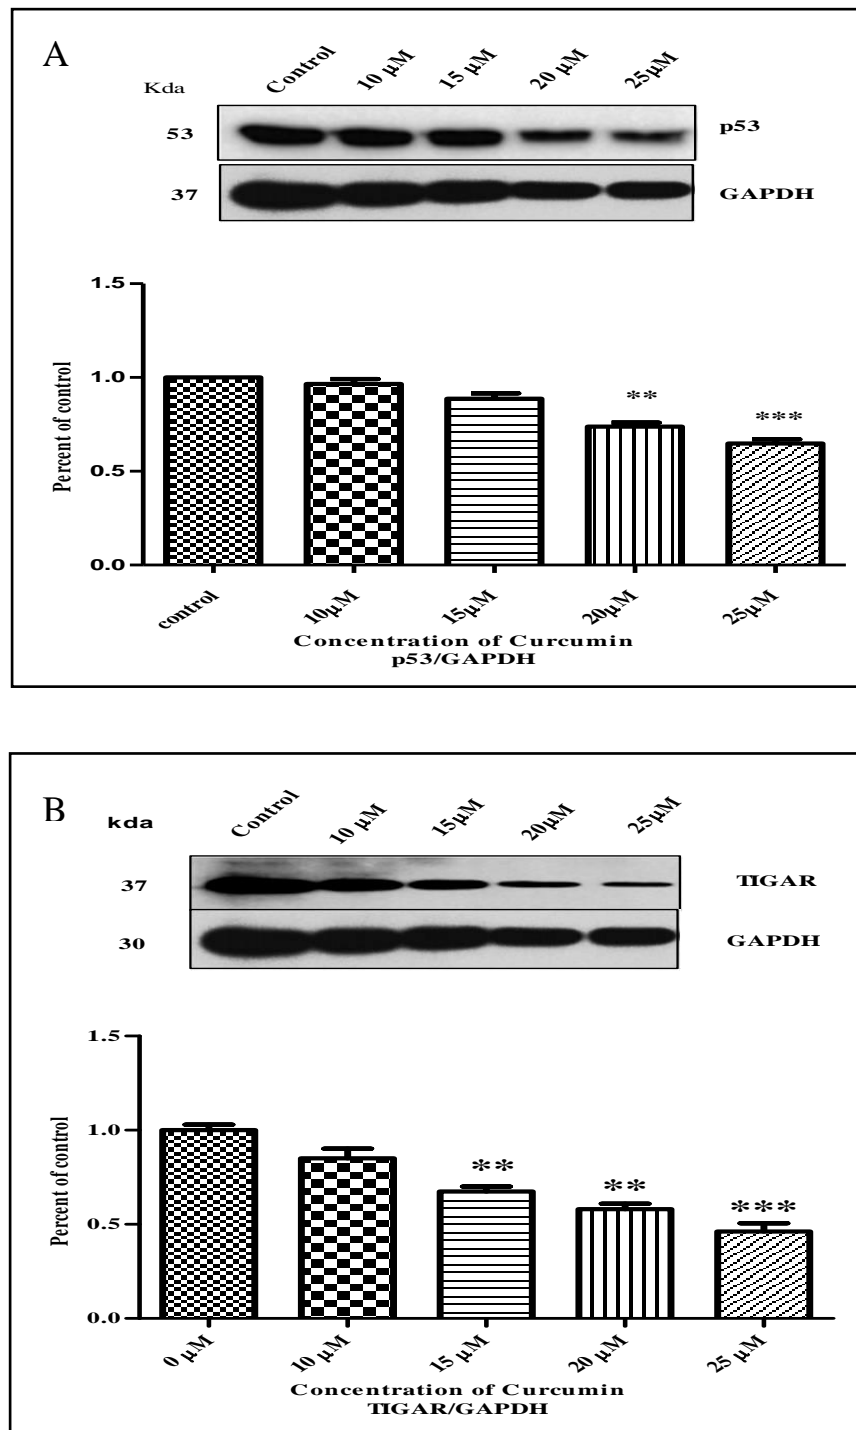 A
Kda
Control 10 µM 15 µM 20 µM 25µM
53 p53
37 GAPDH
1.5
1.0
0.5
0.0
Percent of control
**
***
control 10µM 15µM 20µM 25µM
Concentration of Curcumin
p53/GAPDH
B
kda
Control 10 µM 15µM 20µM 25µM
37 TIGAR
30 GAPDH
1.5
1.0
0.5
0.0
Percent of control
**
**
***
0 µM 10 µM 15 µM 20 µM 25 µM
Concentration of Curcumin
TIGAR/GAPDH